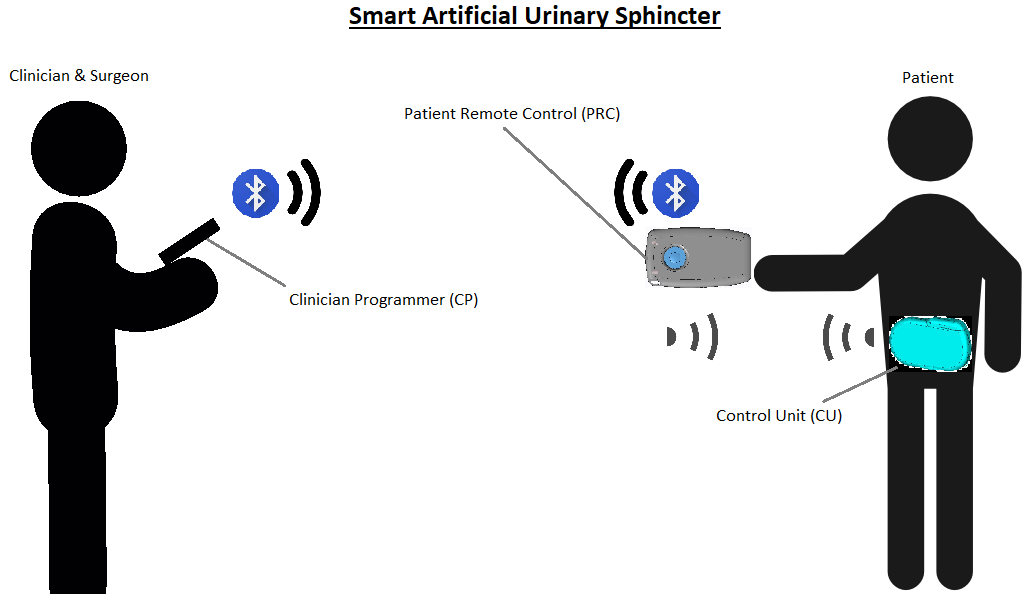 Smart Artificial Urinary Sphincter
Clinician & Surgeon
Patient
Patient Remote Control (PRC)
Clinician Programmer (CP)
Control Unit (CU)